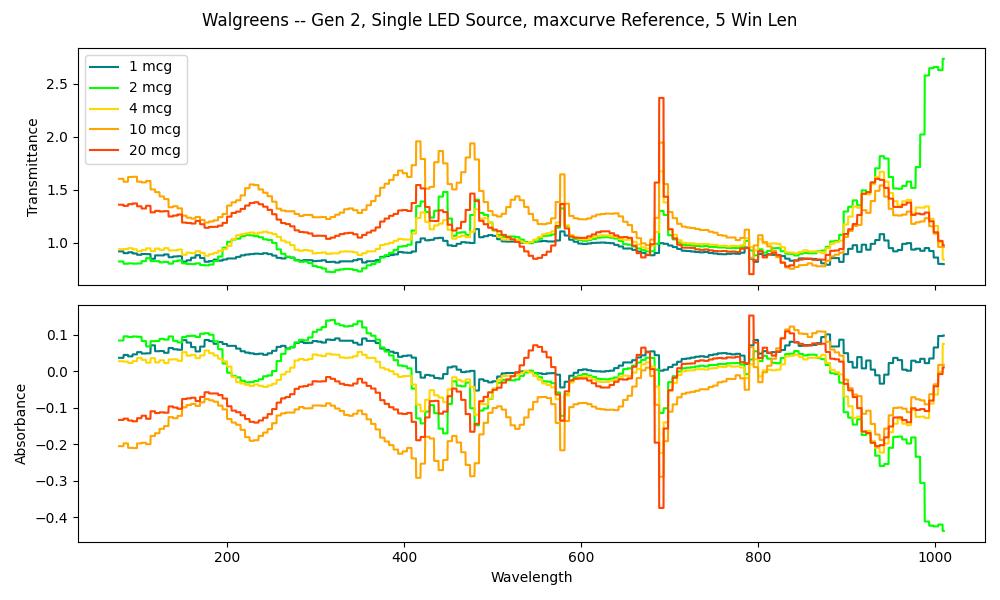 Walgreens -- Gen 2, Single LED Source, maxcurve Reference, 5 Win Len
Transmittance
2.5
2.0
1.5
1.0
1 mcg
2 mcg
4 mcg
10 mcg
20 mcg
Absorbance
0.1
0.0
−0.1
−0.2
−0.3
−0.4
200 400 600 800 1000
Wavelength